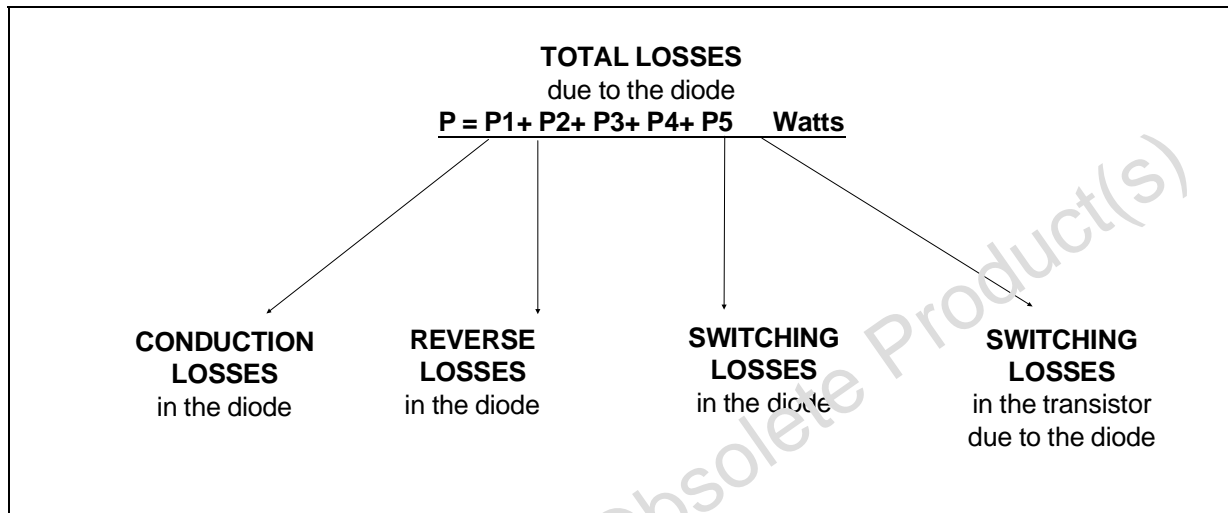 TOTAL LOSSES
due to the diode
P = P1+ P2+ P3+ P4+ P5 Watts
CONDUCTION
LOSSES
in the diode
REVERSE
LOSSES
in the diode
SWITCHING
LOSSES
in the diode
SWITCHING
LOSSES
in the transistor
due to the diode
Obsolete Product(s)